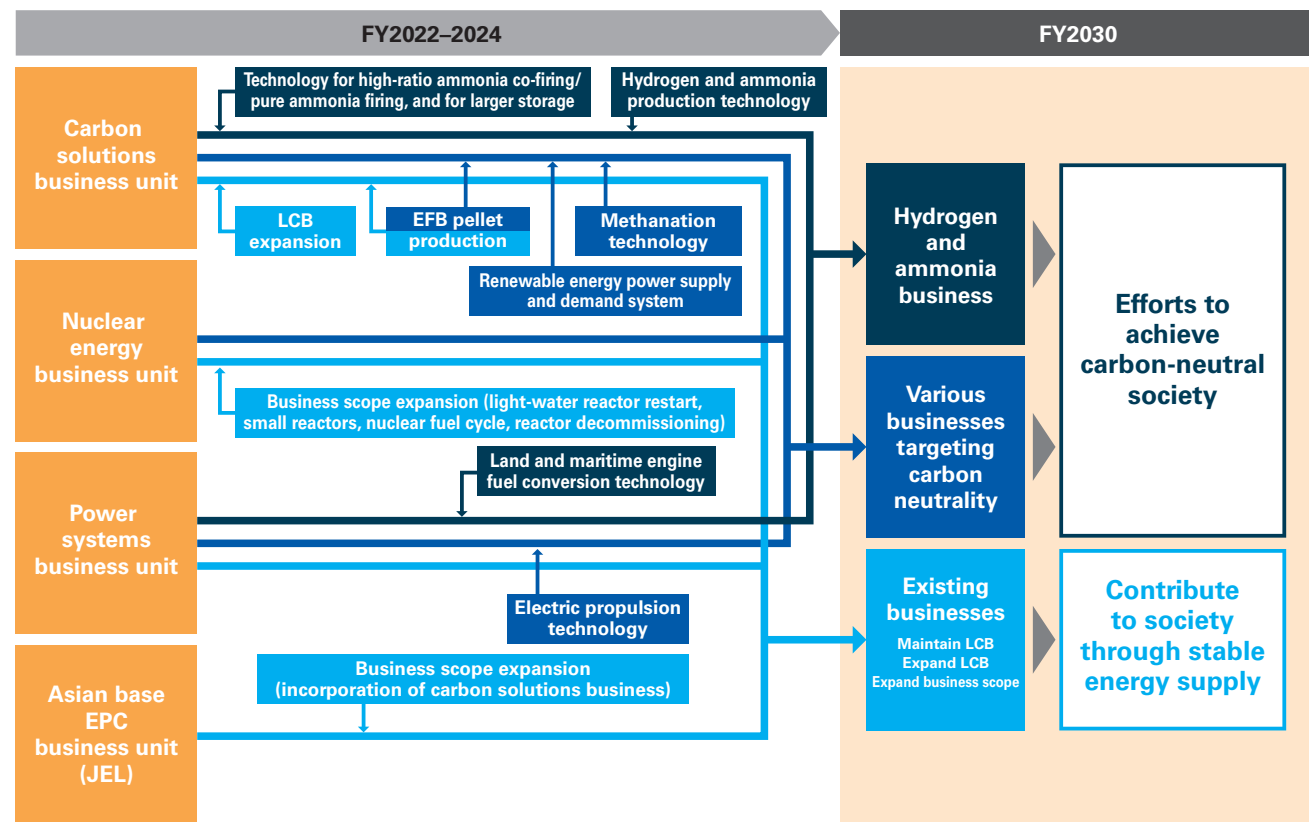 FY2022–2024
FY2030
Carbon
solutions
business unit
Technology for high-ratio ammonia co-firing/
pure ammonia firing, and for larger storage
Hydrogen and ammonia
production technology
LCB
expansion
EFB pellet
production
Methanation
technology
Renewable energy power supply
and demand system
Nuclear
energy
business unit
Business scope expansion (light-water reactor restart,
small reactors, nuclear fuel cycle, reactor decommissioning)
Power
systems
business unit
Land and maritime engine
fuel conversion technology
Electric propulsion
technology
Asian base
EPC
business unit
(JEL)
Business scope expansion
(incorporation of carbon solutions business)
Hydrogen
and
ammonia
business
Various
businesses
targeting
carbon
neutrality
Existing
businesses
Maintain LCB
Expand LCB
Expand business scope
Efforts to
achieve
carbon-neutral
society
Contribute
to society
through stable
energy supply